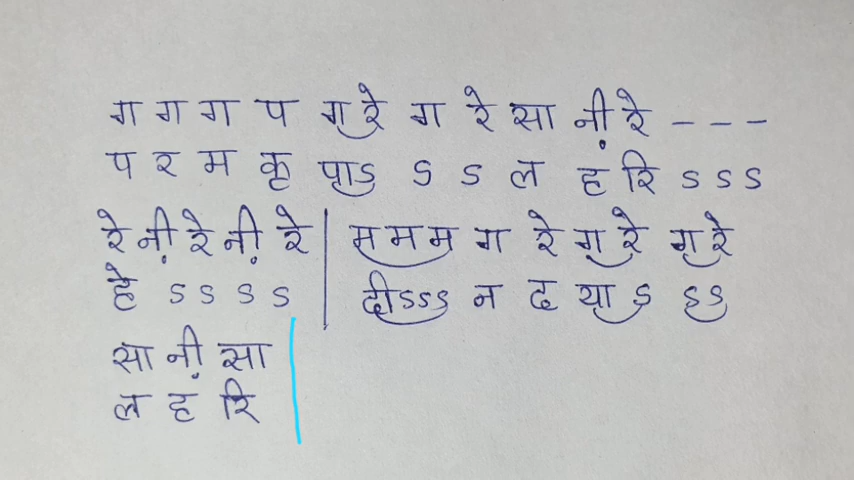 ग ग ग प ग॒रे ग रे सा नी़ रे - - -
प र म कृ पाऽ ऽ ऽ ल ह रि ऽ ऽ ऽ
रे नी़ रे नी़ रे | म म म ग रे ग रे ग रे
हे ऽ ऽ ऽ ऽ | दीऽऽऽ न द याऽ ऽऽ
सा नी़ सा |
ल ह रि |